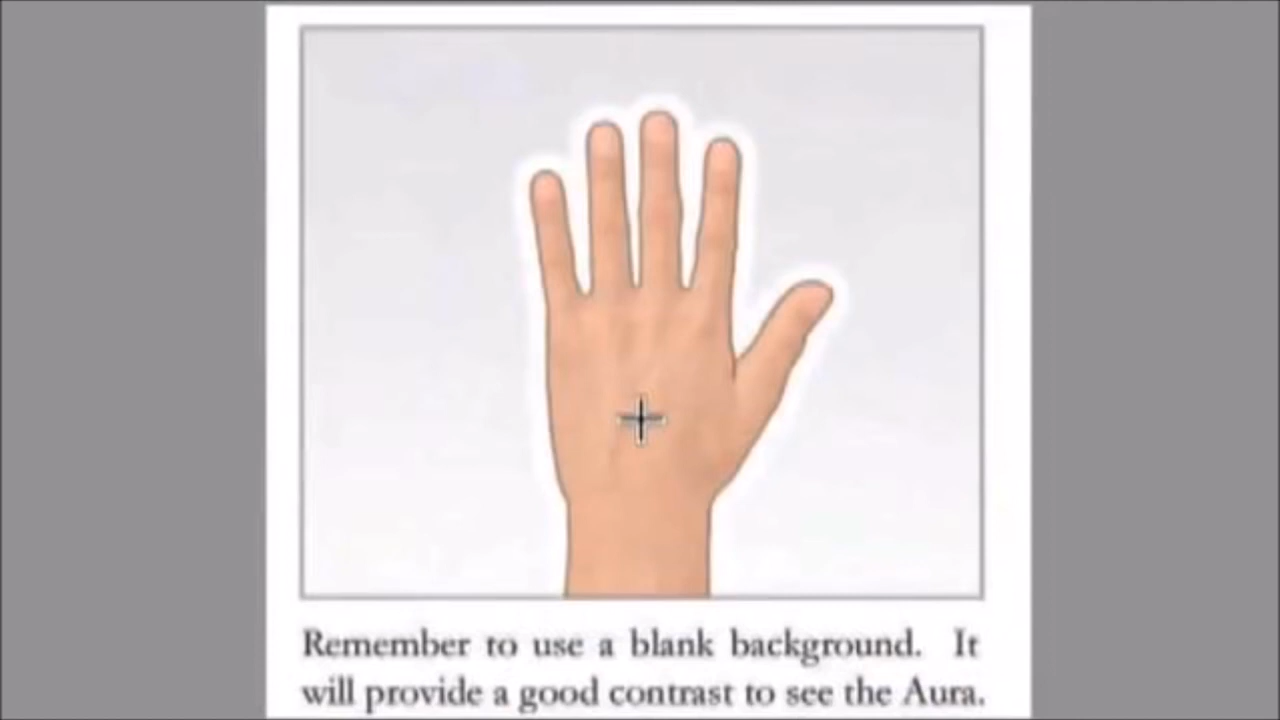 Remember to use a blank background. It
will provide a good contrast to see the Aura.